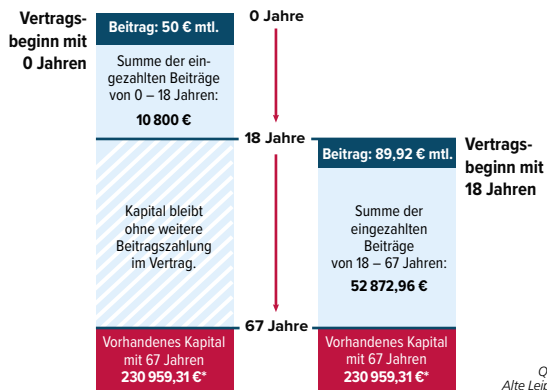 Vertrags-
beginn mit
0 Jahren
Beitrag: 50 € mtl.
Summe der ein-
gezahlten Beiträge
von 0 – 18 Jahren:
10 800 €
Kapital bleibt
ohne weitere
Beitragszahlung
im Vertrag.
Vorhandenes Kapital
mit 67 Jahren
230 959,31 €*
0 Jahre
18 Jahre
67 Jahre
Vertrags-
beginn mit
18 Jahren
Beitrag: 89,92 € mtl.
Summe der
eingezahlten
Beiträge
von 18 – 67 Jahren:
52 872,96 €
Vorhandenes Kapital
mit 67 Jahren
230 959,31 €*
Q
Alte Leip